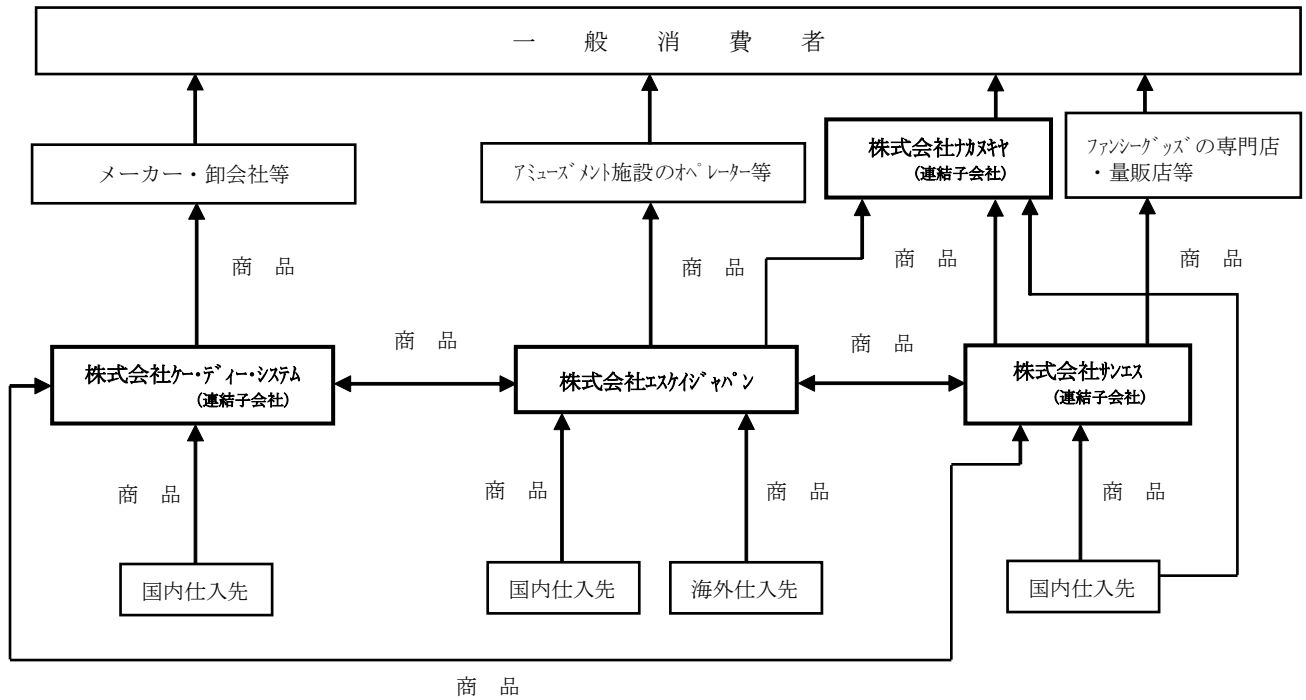 一 般 消 費 者
株式会社ナカヌキヤ
(連結子会社)
ファンシーグッズの専門店
・量販店等
メーカー・卸会社等
アミューズメント施設のオペレーター等
商 品
商 品
商 品
商 品
商 品
商 品
株式会社ケー・ディー・システム
(連結子会社)
株式会社エスケイジャパン
株式会社サンエス
(連結子会社)
商 品
商 品
商 品
商 品
国内仕入先
国内仕入先
海外仕入先
国内仕入先
商 品